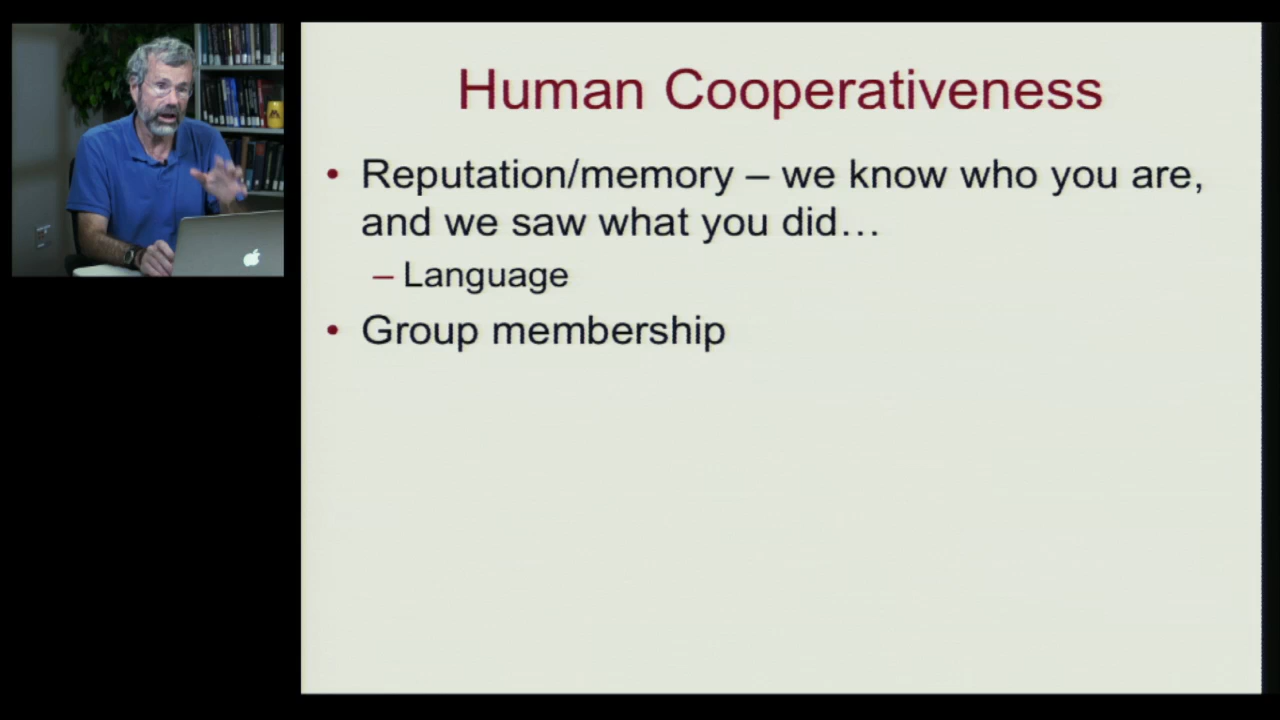 Human Cooperativeness
• Reputation/memory – we know who you are,
and we saw what you did…
– Language
• Group membership